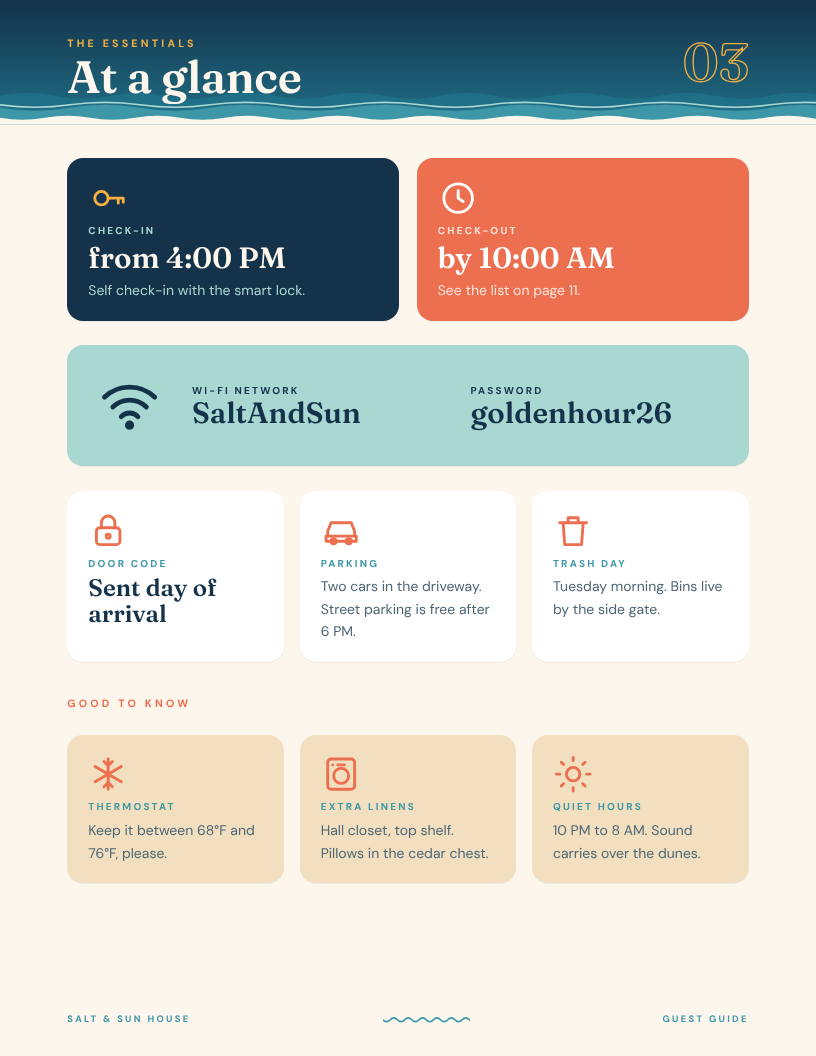 THE ESSENTIALS
At a glance
03
CHECK-IN
from 4:00 PM
Self check-in with the smart lock.
CHECK-OUT
by 10:00 AM
See the list on page 11.
WI-FI NETWORK
SaltAndSun
PASSWORD
goldenhour26
DOOR CODE
Sent day of
arrival
PARKING
Two cars in the driveway.
Street parking is free after
6 PM.
TRASH DAY
Tuesday morning. Bins live
by the side gate.
GOOD TO KNOW
THERMOSTAT
Keep it between 68°F and
76°F, please.
EXTRA LINENS
Hall closet, top shelf.
Pillows in the cedar chest.
QUIET HOURS
10 PM to 8 AM. Sound
carries over the dunes.
SALT & SUN HOUSE
GUEST GUIDE